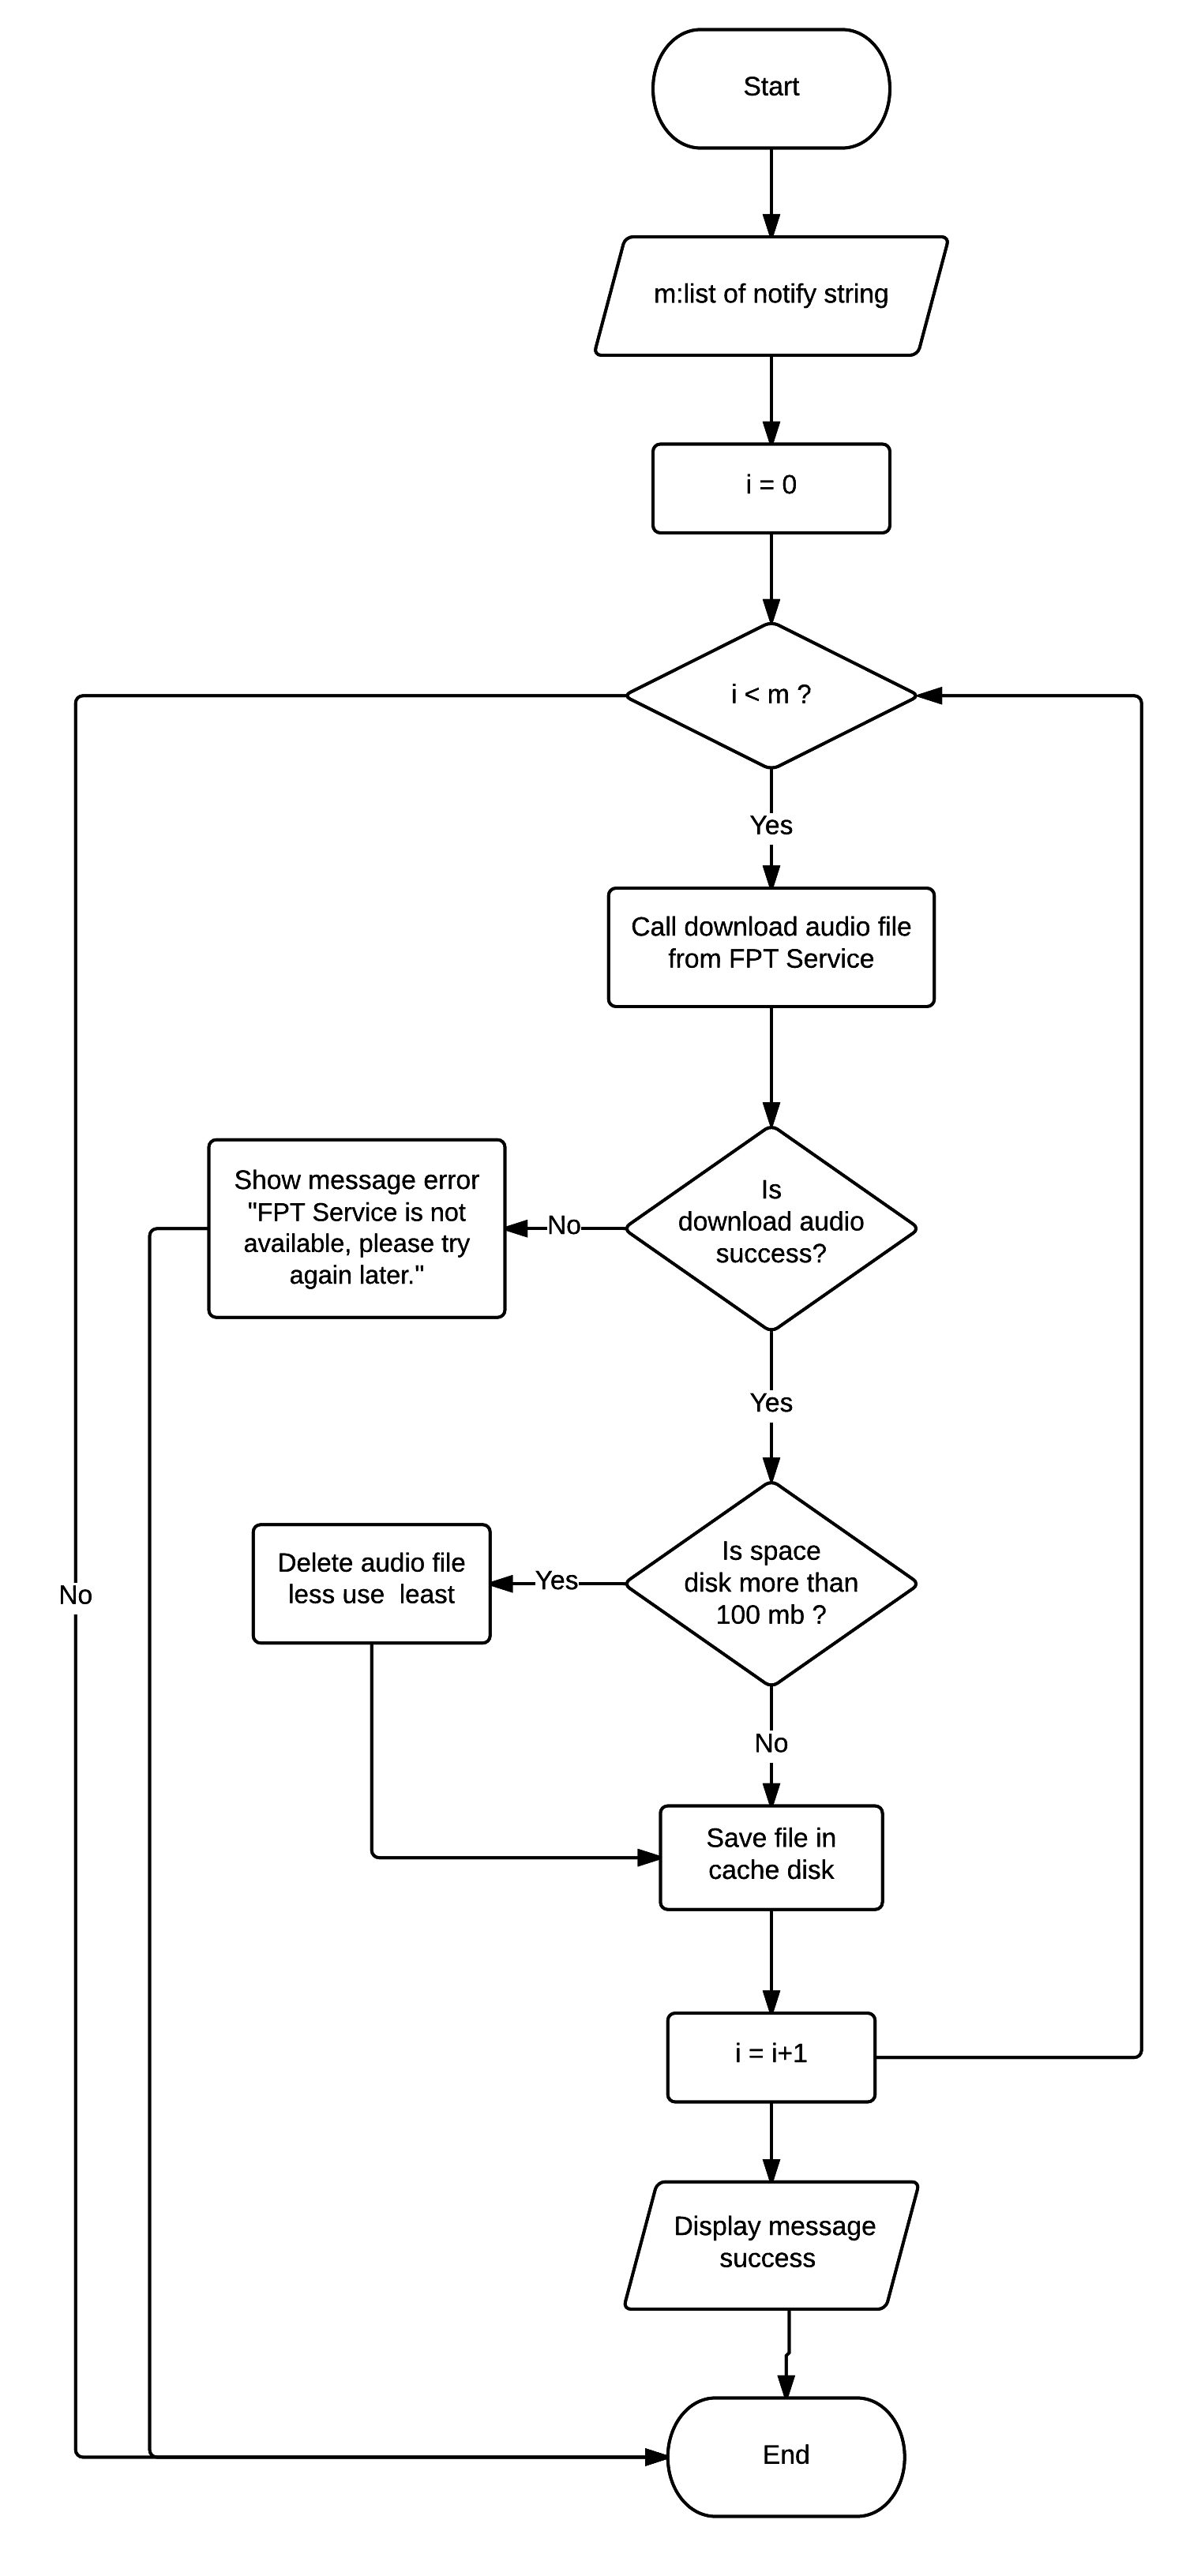 Start
m:list of notify string
i = 0
i < m ?
Yes
Call download audio file
from FPT Service
Is
download audio
success?
No
Show message error
"FPT Service is not
available, please try
again later."
Yes
Is space
disk more than
100 mb ?
Yes
Delete audio file
less use  least
No
No
Save file in
cache disk
i = i+1
Display message
success
End